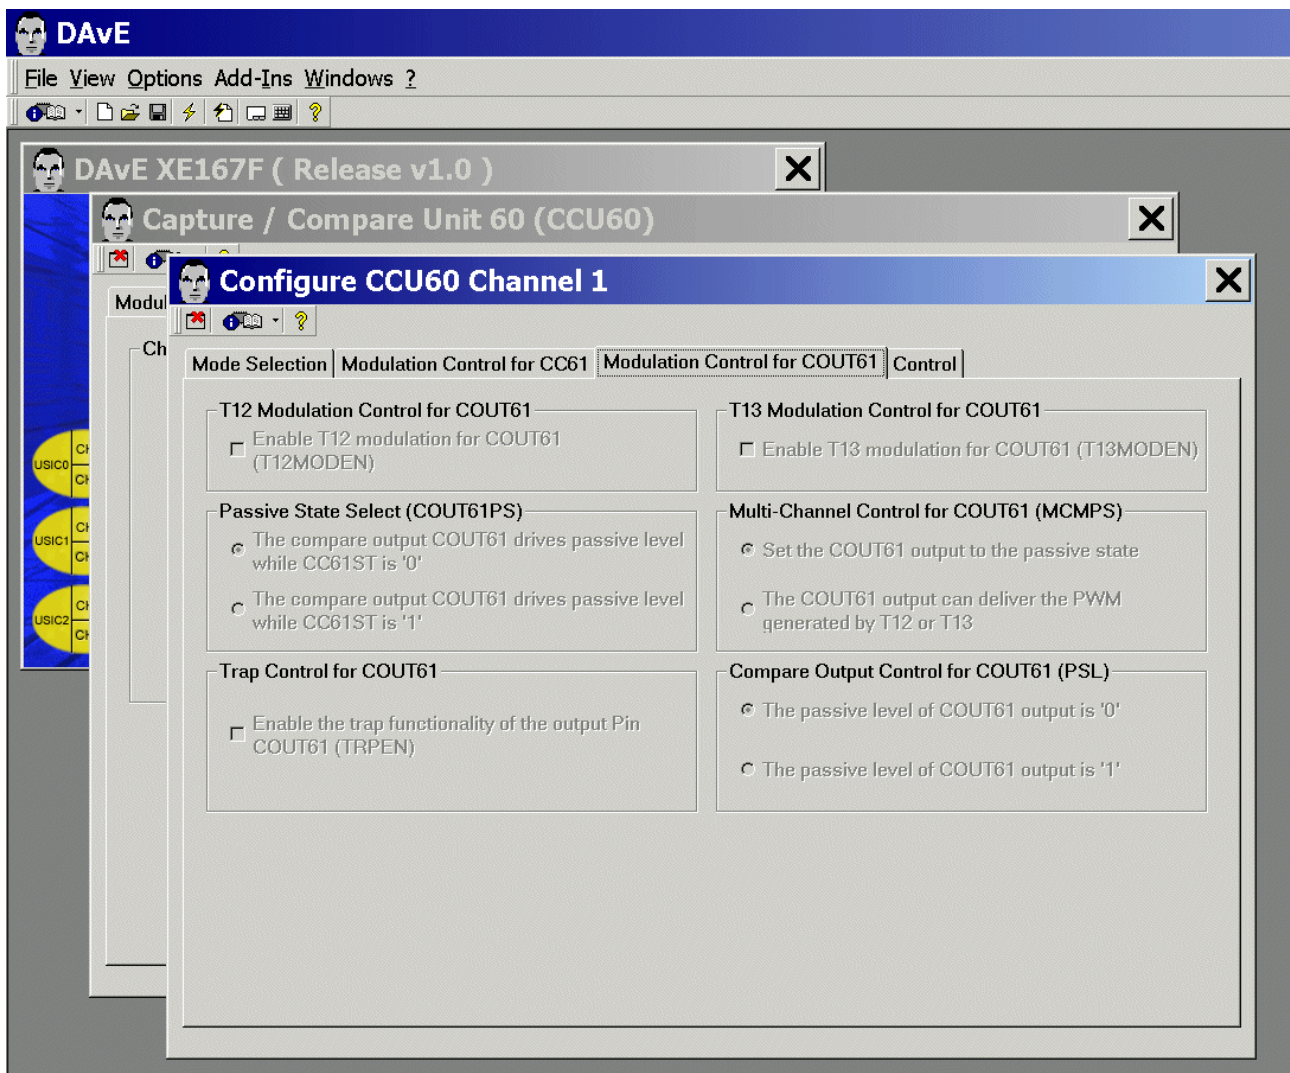 DAvE
File View Options Add-Ins Windows ?
DAvE XE167F ( Release v1.0 )
Capture / Compare Unit 60 (CCU60)
Configure CCU60 Channel 1
Mode Selection Modulation Control for CC61 Modulation Control for COUT61 Control
T12 Modulation Control for COUT61
Enable T12 modulation for COUT61
(T12MODEN)
T13 Modulation Control for COUT61
Enable T13 modulation for COUT61 (T13MODEN)
Passive State Select (COUT61PS)
The compare output COUT61 drives passive level
while CC61ST is '0'
The compare output COUT61 drives passive level
while CC61ST is '1'
Multi-Channel Control for COUT61 (MCMPS)
Set the COUT61 output to the passive state
The COUT61 output can deliver the PWM
generated by T12 or T13
Trap Control for COUT61
Enable the trap functionality of the output Pin
COUT61 (TRPEN)
Compare Output Control for COUT61 (PSL)
The passive level of COUT61 output is '0'
The passive level of COUT61 output is '1'
USIC0
USIC1
USIC2